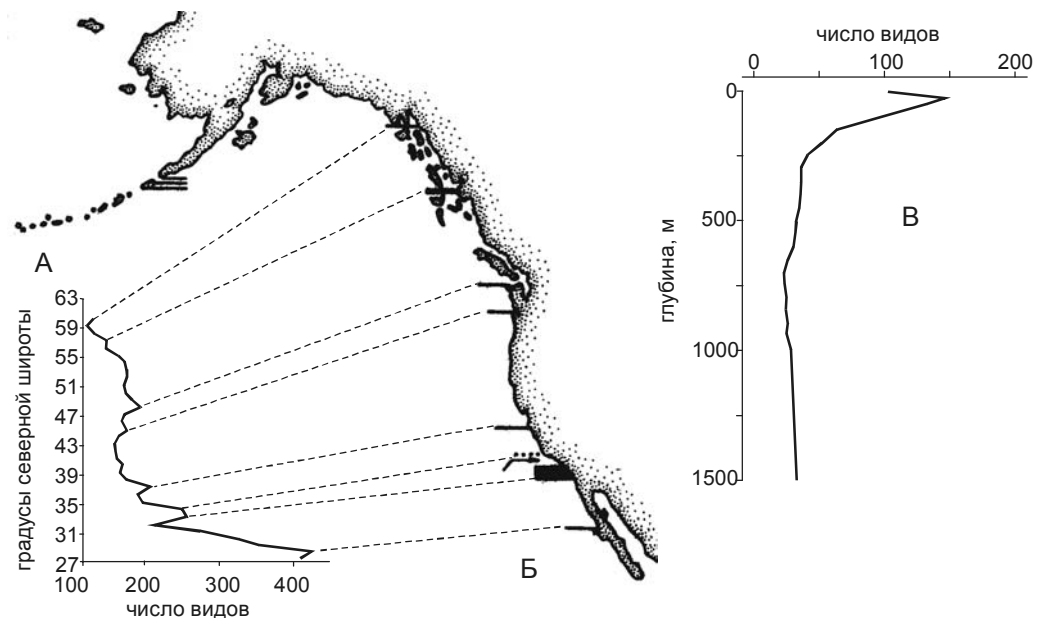 число видов
0 100 200
0
500
1000
1500
глубина, м
В
А
63
59
55
51
47
43
39
35
31
27
градусы северной широты
100 200 300 400
число видов
Б